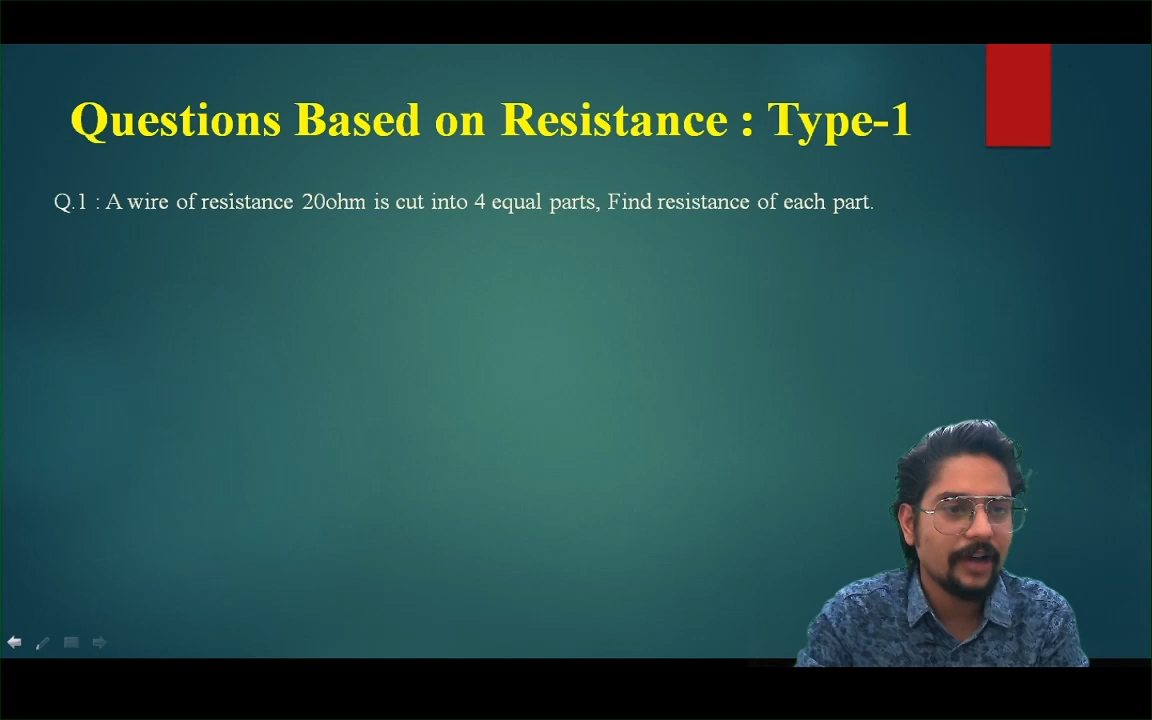 Questions Based on Resistance : Type-1
Q.1 : A wire of resistance 20ohm is cut into 4 equal parts, Find resistance of each part.